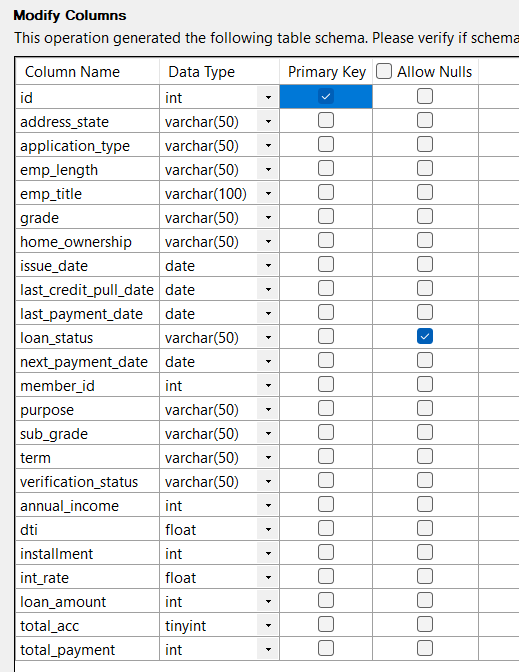 Modify Columns
This operation generated the following table schema. Please verify if schema
Column Name Data Type Primary Key Allow Nulls
id int
address_state varchar(50)
application_type varchar(50)
emp_length varchar(50)
emp_title varchar(100)
grade varchar(50)
home_ownership varchar(50)
issue_date date
last_credit_pull_date date
last_payment_date date
loan_status varchar(50)
next_payment_date date
member_id int
purpose varchar(50)
sub_grade varchar(50)
term varchar(50)
verification_status varchar(50)
annual_income int
dti float
installment int
int_rate float
loan_amount int
total_acc tinyint
total_payment int